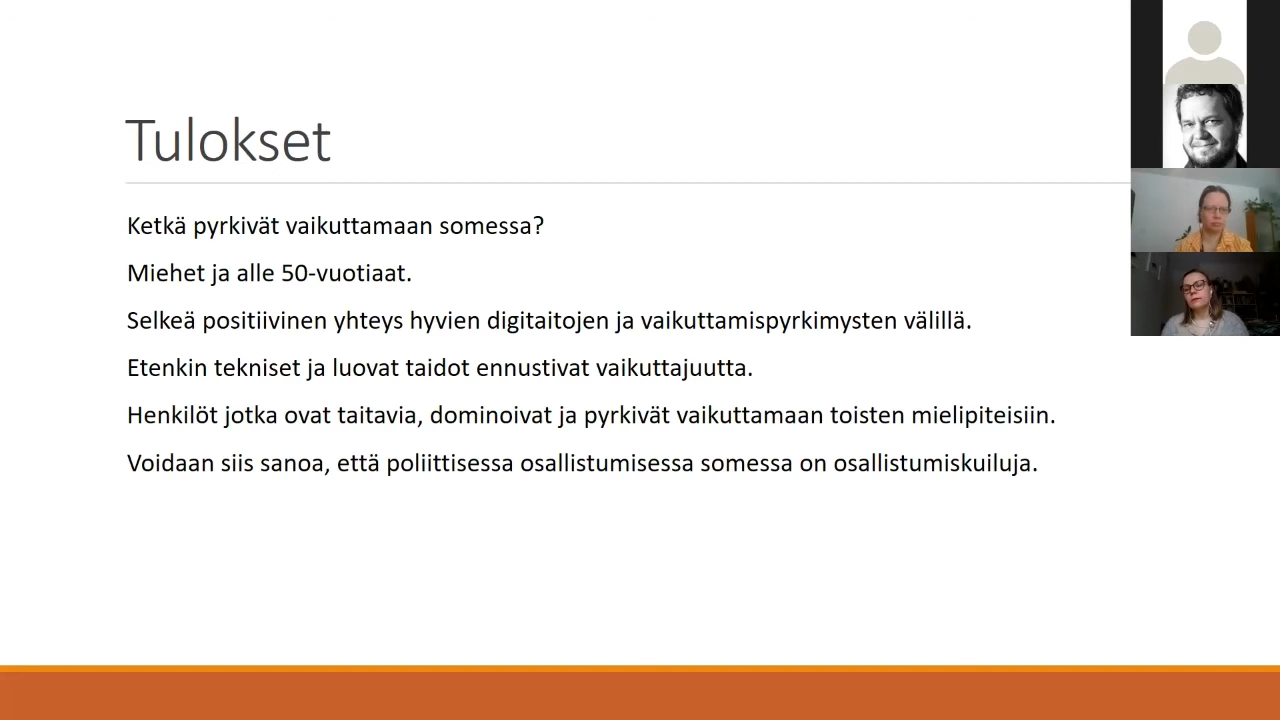 Tulokset
Ketkä pyrkivät vaikuttamaan somessa?
Miehet ja alle 50-vuotiaat.
Selkeä positiivinen yhteys hyvien digitaitojen ja vaikuttamispyrkimysten välillä.
Etenkin tekniset ja luovat taidot ennustivat vaikuttajuutta.
Henkilöt jotka ovat taitavia, dominoivat ja pyrkivät vaikuttamaan toisten mielipiteisiin.
Voidaan siis sanoa, että poliittisessa osallistumisessa somessa on osallistumiskuiluja.